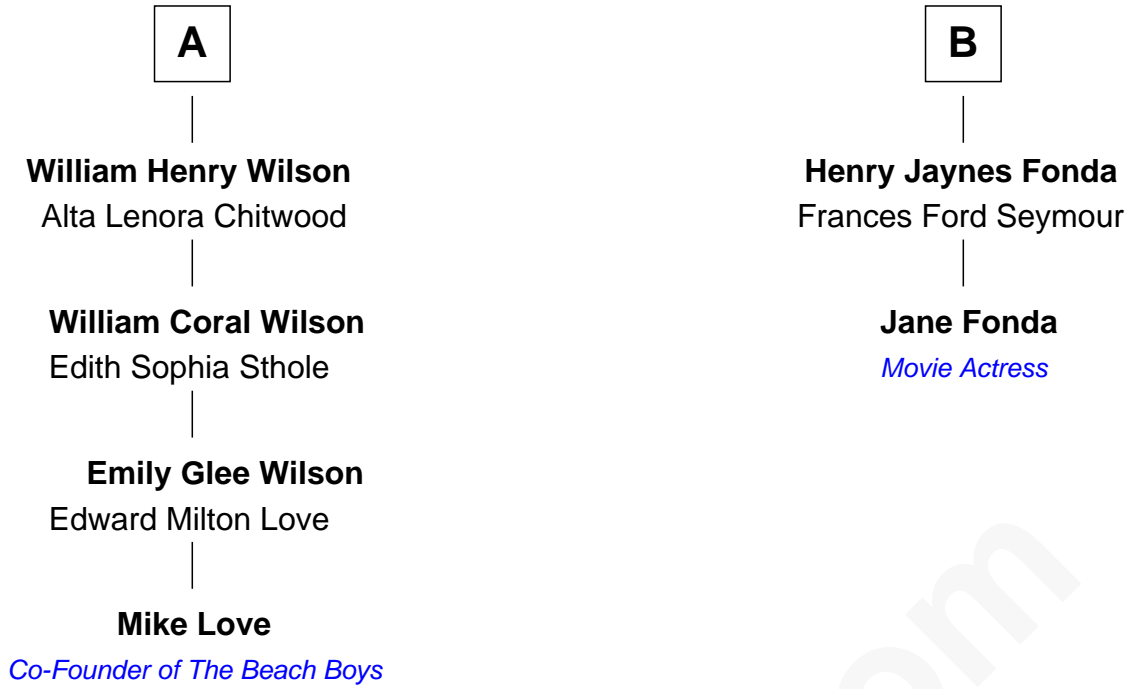 A
William Henry Wilson
Alta Lenora Chitwood
William Coral Wilson
Edith Sophia Sthole
Emily Glee Wilson
Edward Milton Love
Mike Love
Co-Founder of The Beach Boys
B
Henry Jaynes Fonda
Frances Ford Seymour
Jane Fonda
Movie Actress
om